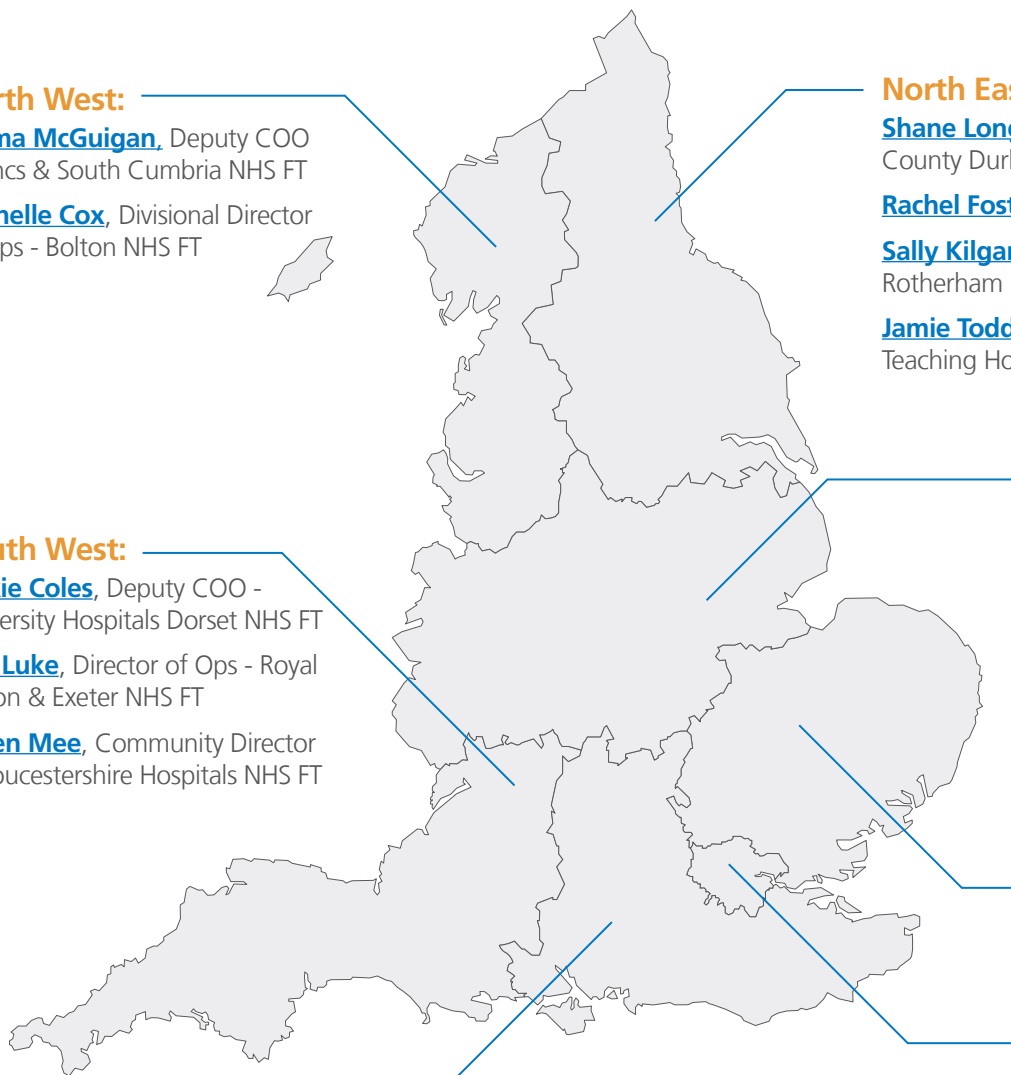 rth West:
ma McGuigan, Deputy COO
ncs & South Cumbria NHS FT
helle Cox, Divisional Director
ps - Bolton NHS FT
North Eas
Shane Long
County Durh
Rachel Fost
Sally Kilgar
Rotherham
Jamie Todd
Teaching Ho
uth West:
kie Coles, Deputy COO -
versity Hospitals Dorset NHS FT
Luke, Director of Ops - Royal
on & Exeter NHS FT
en Mee, Community Director
oucestershire Hospitals NHS FT